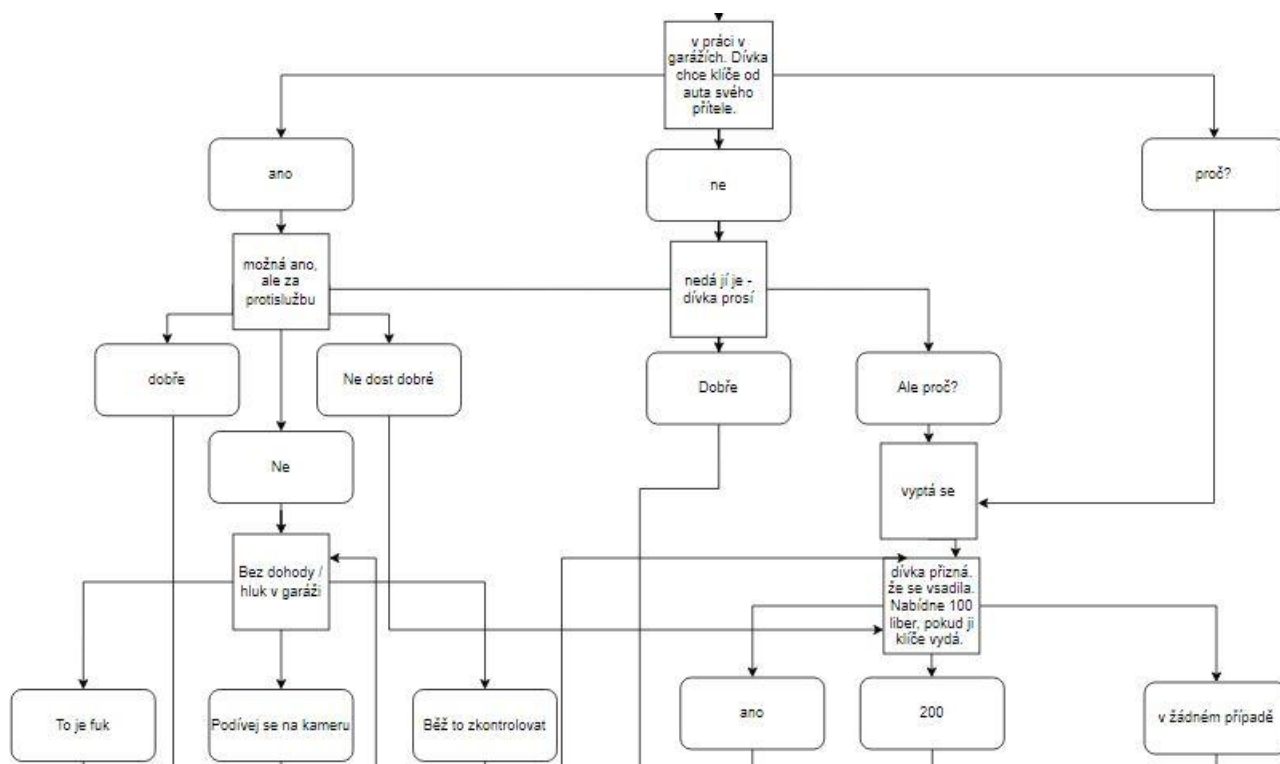 v práci v
garážích. Dívka
chce klíče od
auta svého
přítele.
ano
ne
proč?
možná ano,
ale za
protislužbu
nedá jí je -
dívka prosí
dobře
Ne dost dobré
Dobře
Ale proč?
Ne
vyptá se
Bez dohody /
hluk v garáži
dívka přizná.
že se vsadila.
Nabídne 100
liber, pokud ji
klíče vydá.
To je fuk
Podívej se na kameru
Běž to zkontrolovat
ano
200
v žádném případě